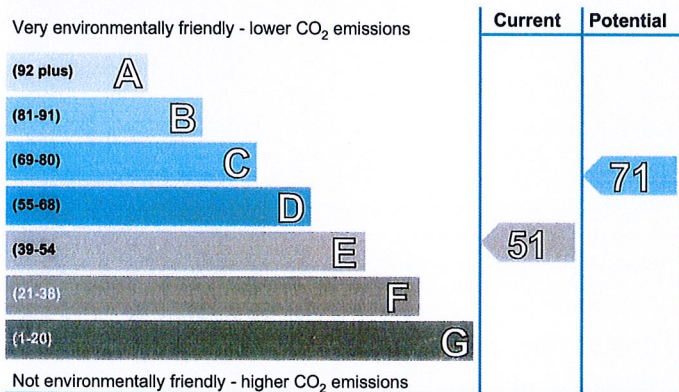 Very environmentally friendly - lower CO2 emissions
Current
Potential
(92 plus) A
(81-91) B
(69-80) C
71
(55-68) D
(39-54 E
51
(21-38) F
(1-20) G
Not environmentally friendly - higher CO2 emissions